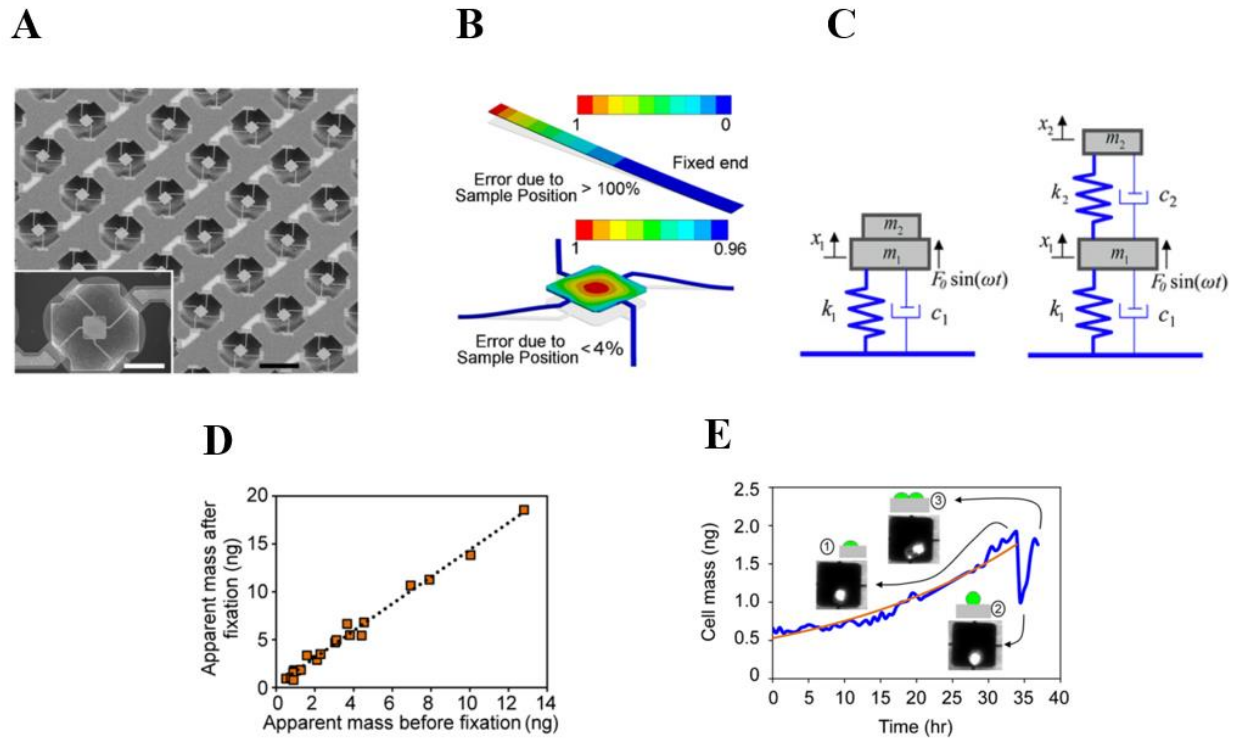 A
B
C
1
0
Fixed end
Error due to
Sample Position > 100%
1
0.96
Error due to
Sample Position < 4%
x₁
m₂
m₁
F₀ sin(ωt)
k₁
c₁
x₂
m₂
k₂
c₂
x₁
m₁
F₀ sin(ωt)
k₁
c₁
D
E
Apparent mass after
fixation (ng)
20
15
10
5
0
0 2 4 6 8 10 12 14
Apparent mass before fixation (ng)
Cell mass (ng)
2.5
2.0
1.5
1.0
0.5
0
①
③
②
0 5 10 15 20 25 30 35 40
Time (hr)